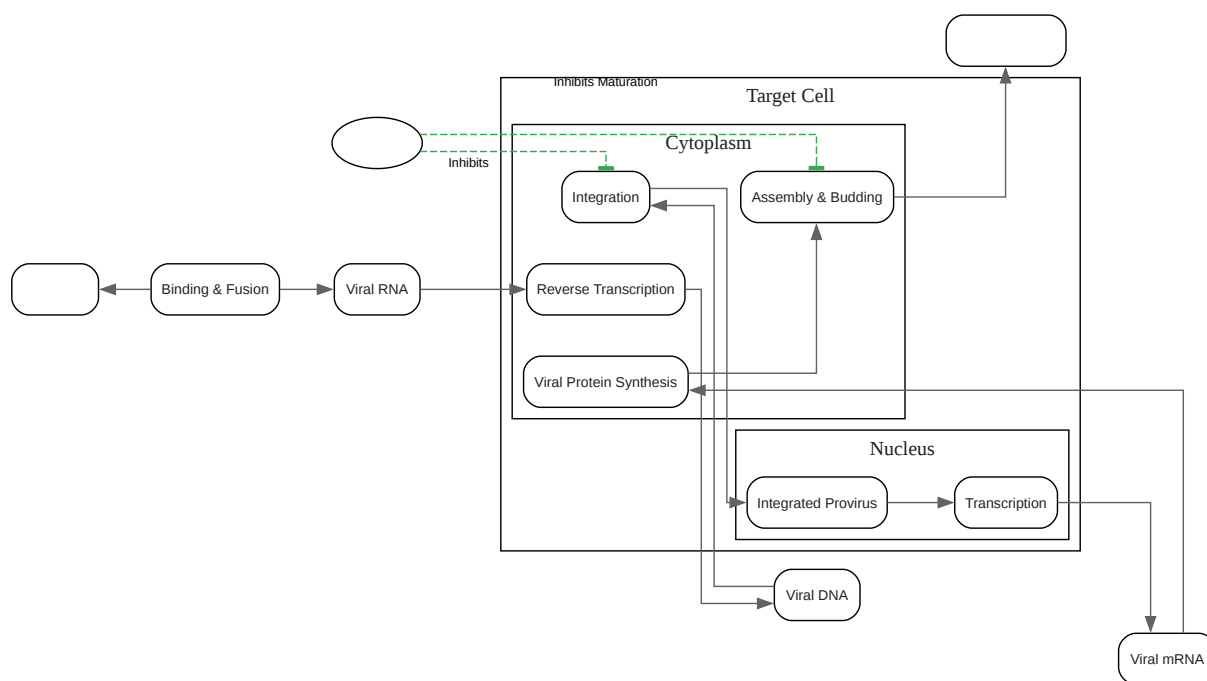 Inhibits Maturation
Target Cell
Cytoplasm
Inhibits
Integration
Assembly & Budding
Binding & Fusion
Viral RNA
Reverse Transcription
Viral Protein Synthesis
Nucleus
Integrated Provirus
Transcription
Viral DNA
Viral mRNA